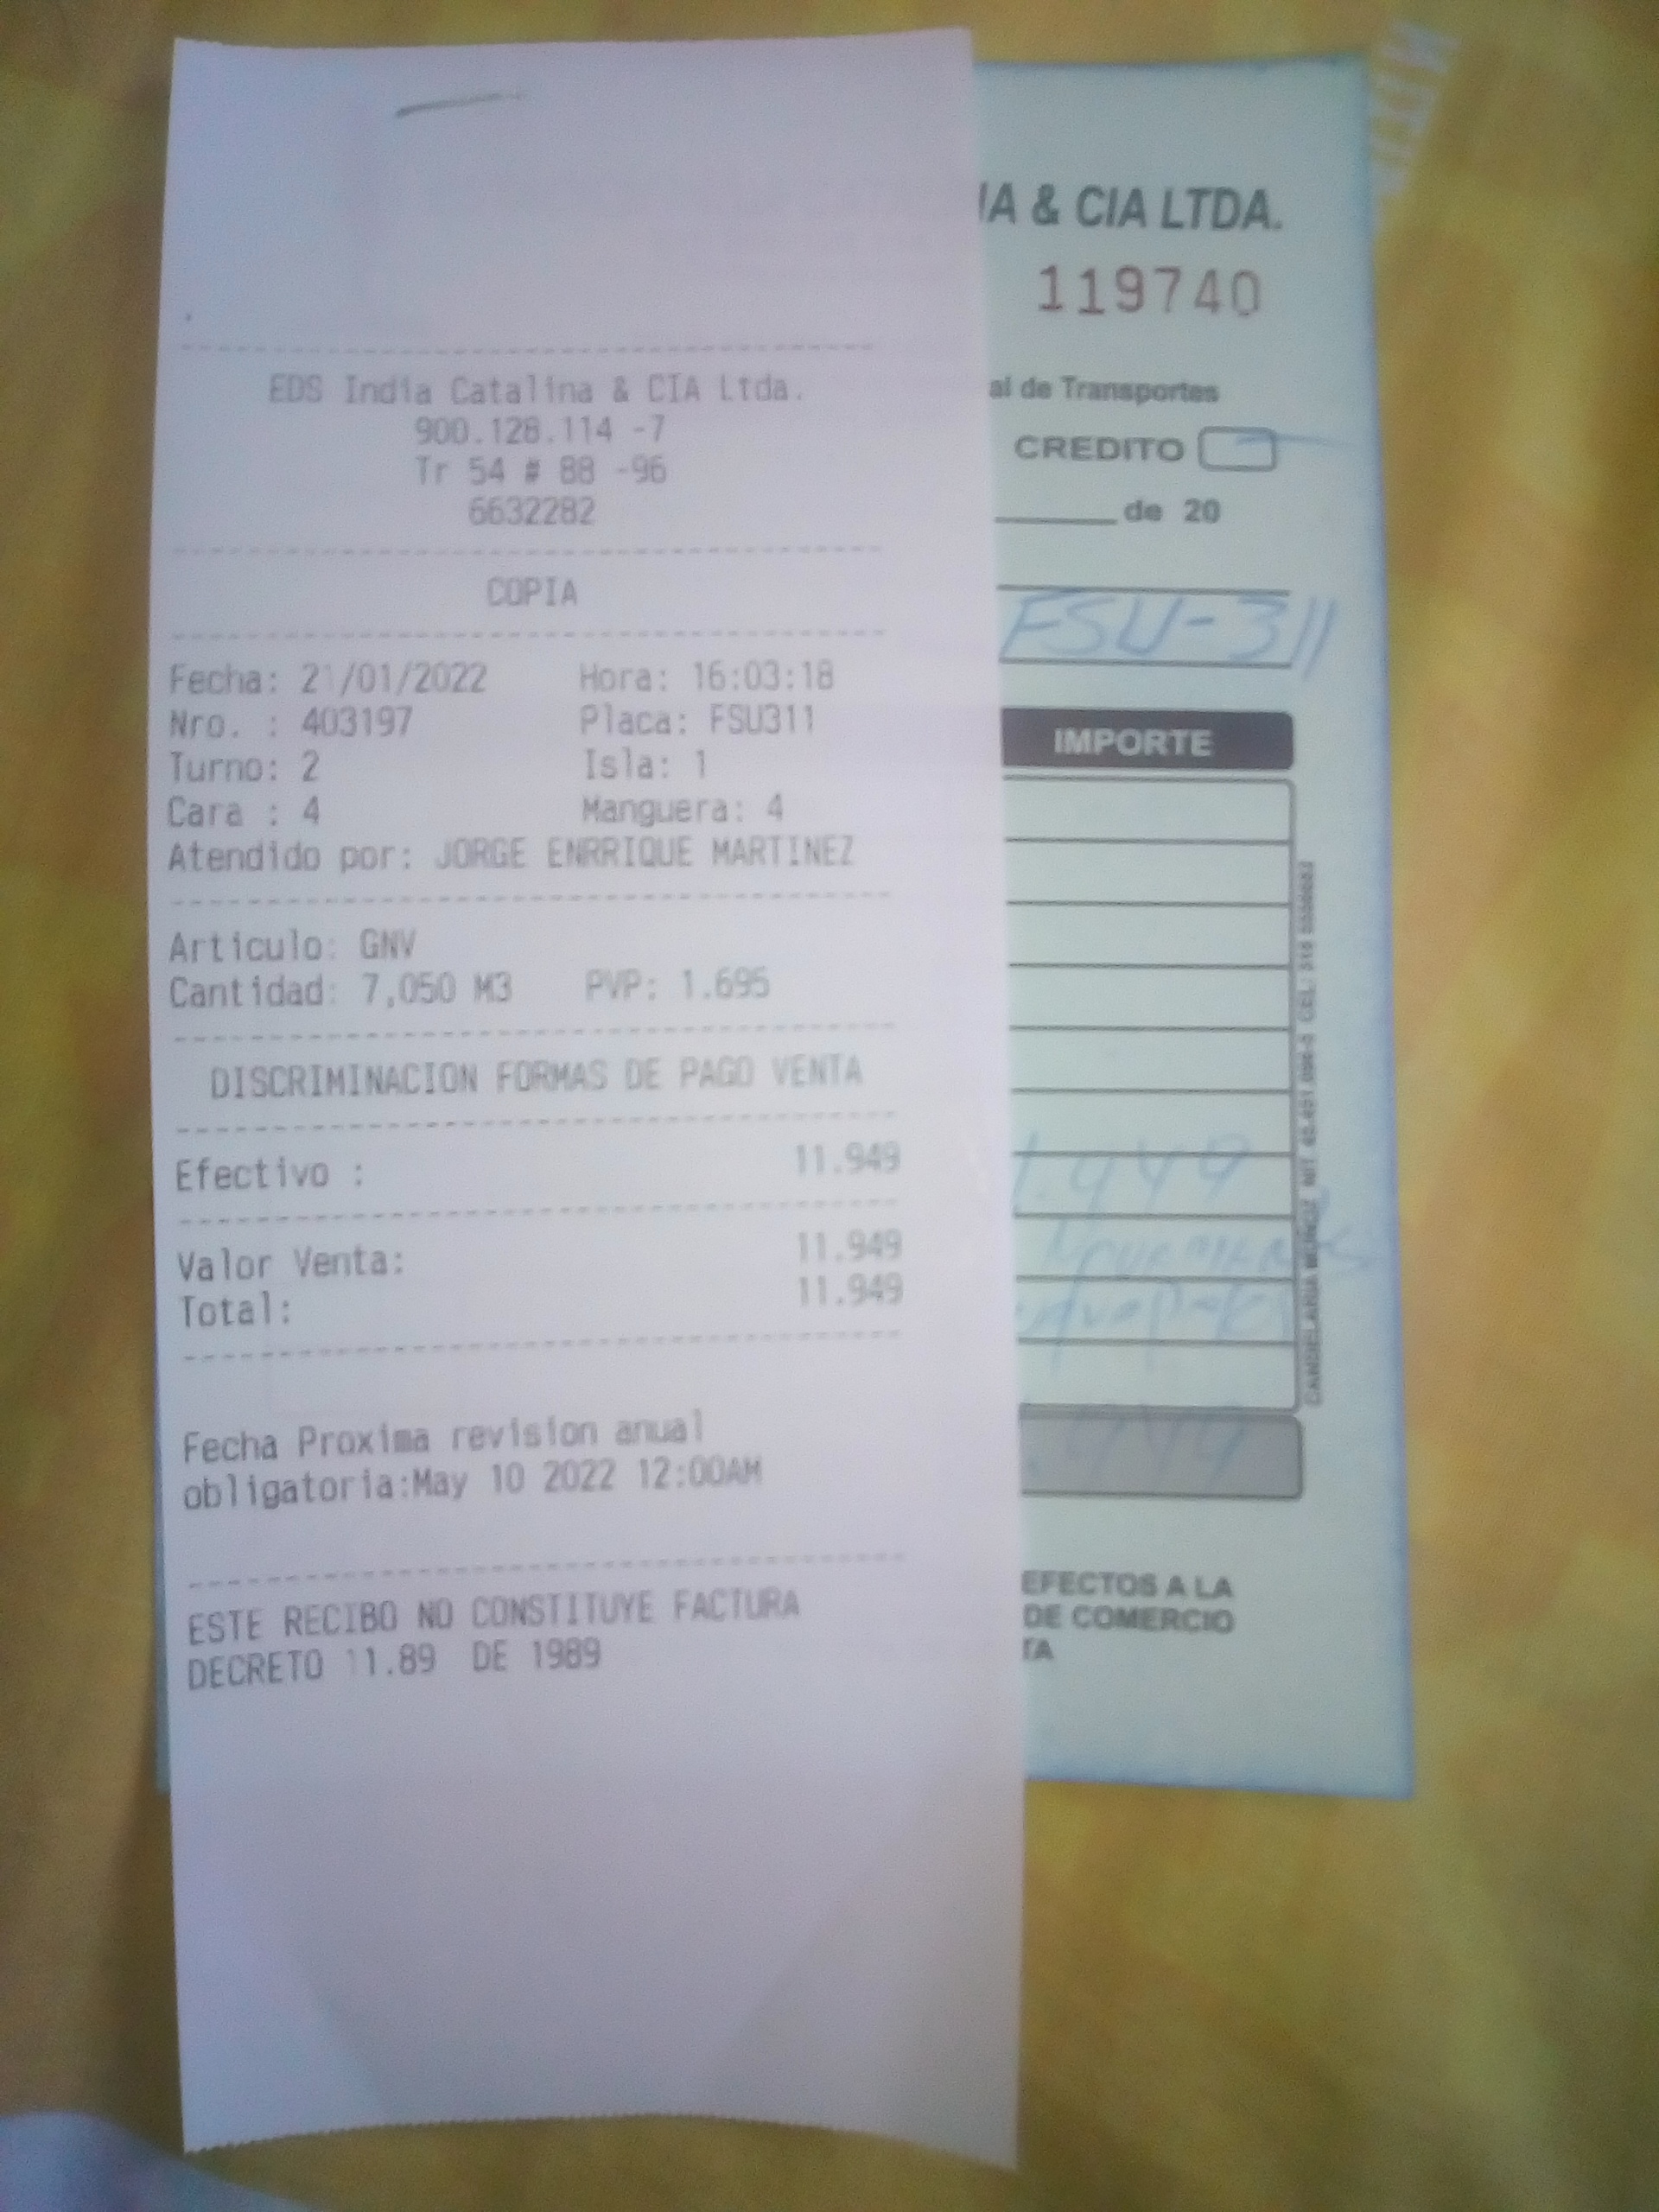 EDS India Catalina & CIA Ltda.
900.128.114 -7
Tr 54 # 88 -96
6632282
COPIA
Fecha: 21/01/2022 Hora: 16:03:18
Nro. : 403197 Placa: FSU311
Turno: 2 Isla: 1
Cara : 4 Manguera: 4
Atendido por: JORGE ENRRIQUE MARTINEZ
Articulo: GNV
Cantidad: 7,050 M3 PVP: 1.695
DISCRIMINACION FORMAS DE PAGO VENTA
Efectivo : 11.949
Valor Venta: 11.949
Total: 11.949
Fecha Proxima revision anual
obligatoria:May 10 2022 12:00AM
ESTE RECIBO NO CONSTITUYE FACTURA
DECRETO 11.89 DE 1989
IA & CIA LTDA.
119740
al de Transportes
CREDITO
de 20
FSU-311
IMPORTE
EFECTOS A LA
DE COMERCIO
TA